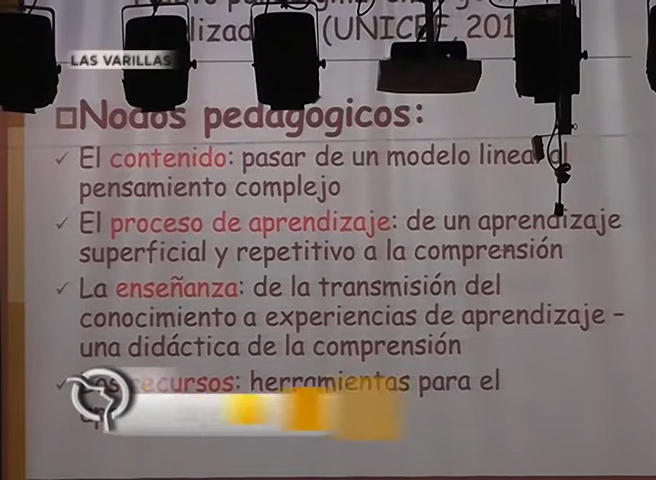 (UNICEF, 201
LAS VARILLAS
Nodos pedagógicos:
✓ El contenido: pasar de un modelo lineal al
pensamiento complejo
✓ El proceso de aprendizaje: de un aprendizaje
superficial y repetitivo a la comprensión
✓ La enseñanza: de la transmisión del
conocimiento a experiencias de aprendizaje –
una didáctica de la comprensión
✓ Los recursos: herramientas para el